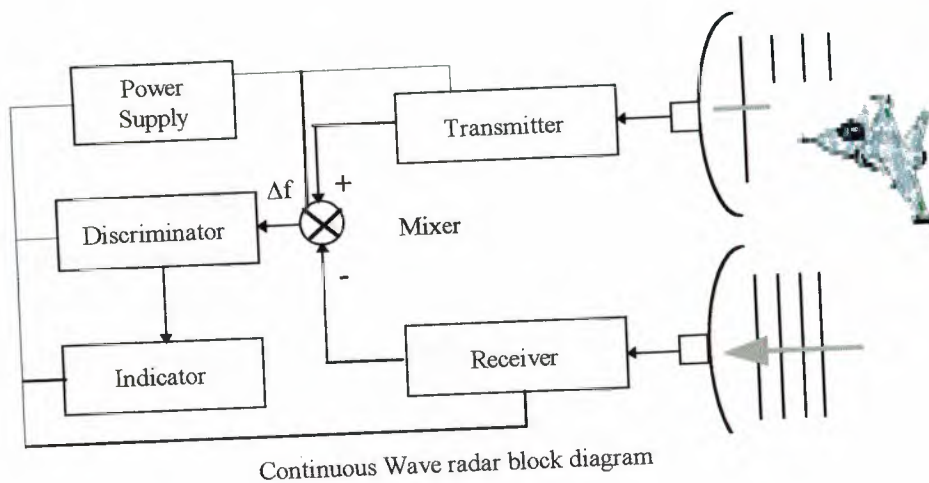 Power
Supply
Transmitter
+
Δf
Discriminator
Mixer
-
Receiver
Indicator
Continuous Wave radar block diagram